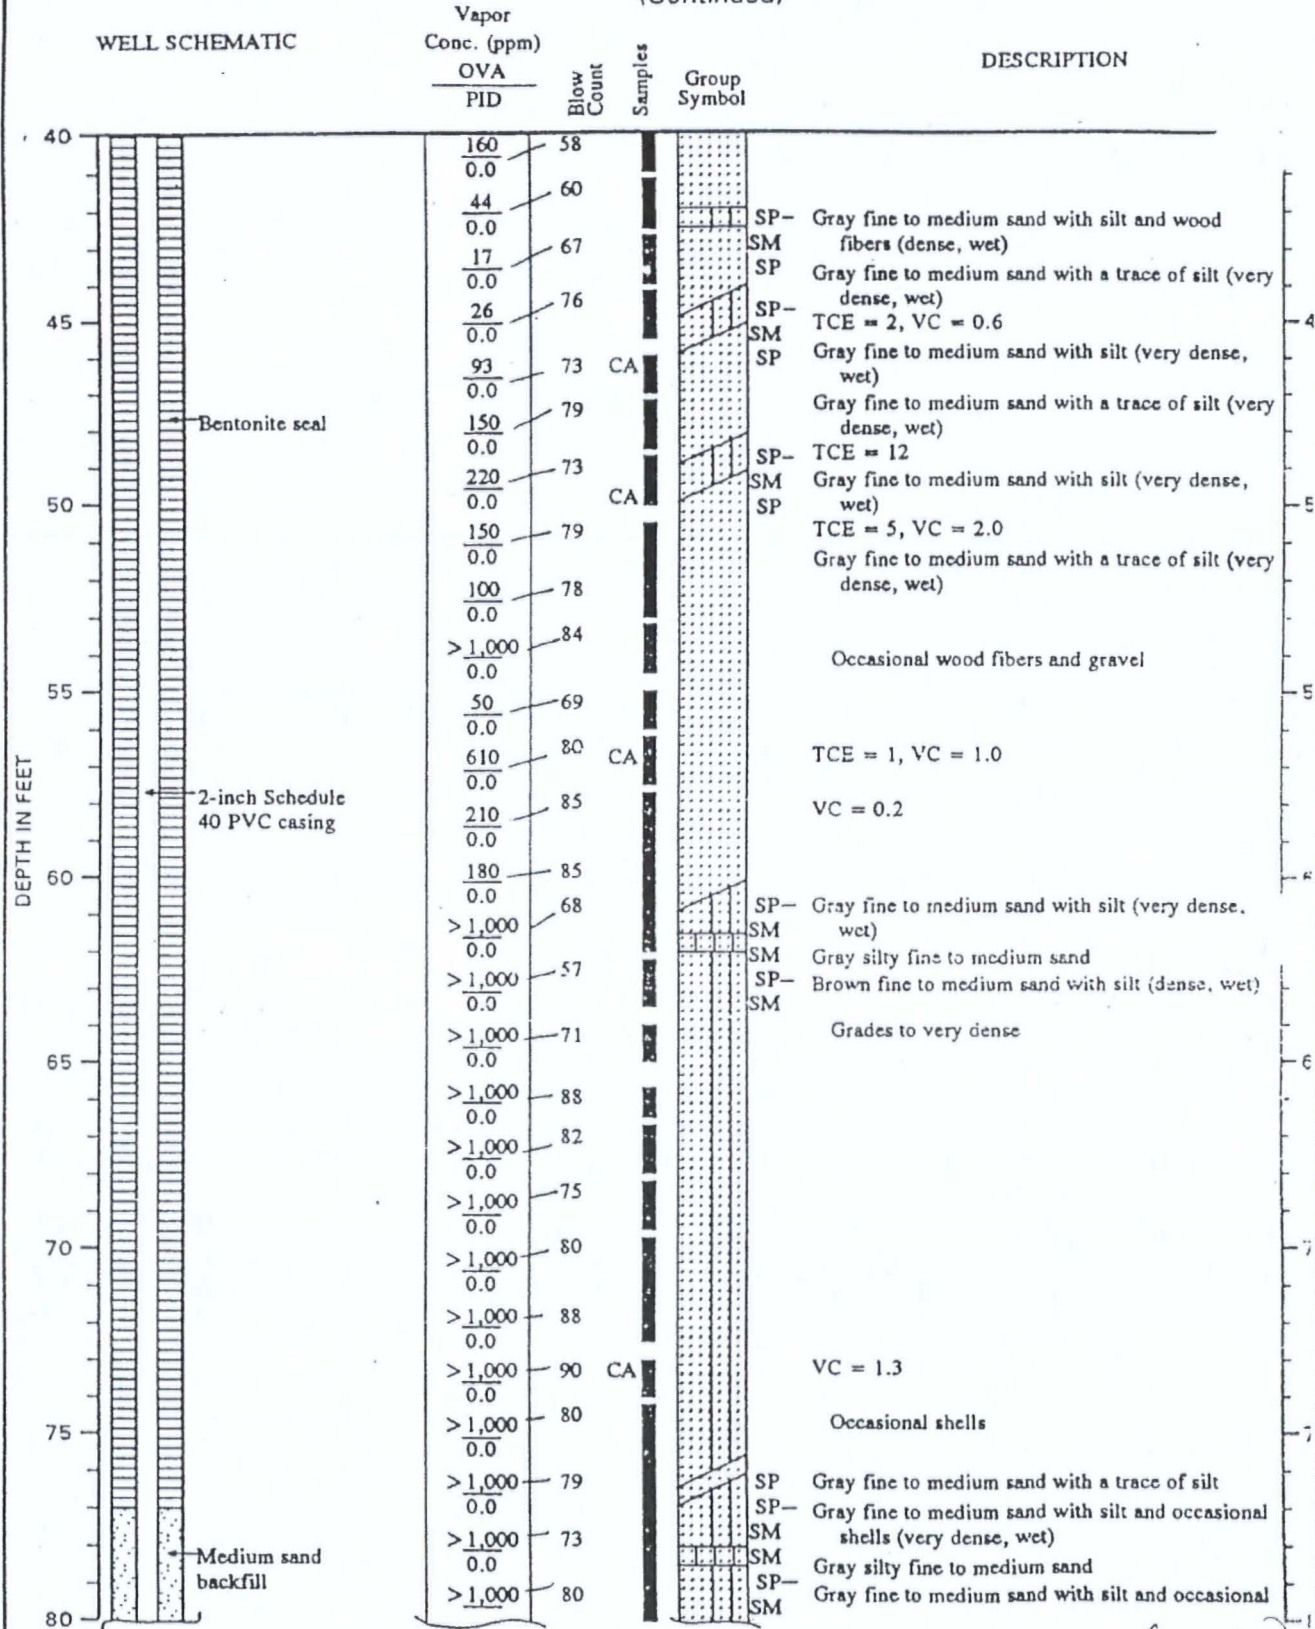 (Continued)
WELL SCHEMATIC
Vapor
Conc. (ppm)
OVA
PID
Blow
Count
Samples
Group
Symbol
DESCRIPTION
DEPTH IN FEET
40
45
50
55
60
65
70
75
80
Bentonite seal
2-inch Schedule
40 PVC casing
Medium sand
backfill
160 58
0.0
44 60
0.0
17 67
0.0
26 76
0.0
93 73 CA
0.0
150 79
0.0
220 73
0.0 CA
150 79
0.0
100 78
0.0
>1,000 84
0.0
50 69
0.0
610 80 CA
0.0
210 85
0.0
180 85
0.0
>1,000 68
0.0
>1,000 57
0.0
>1,000 71
0.0
>1,000 88
0.0
>1,000 82
0.0
>1,000 75
0.0
>1,000 80
0.0
>1,000 88
0.0
>1,000 90 CA
0.0
>1,000 80
0.0
>1,000 79
0.0
>1,000 73
0.0
>1,000 80
SP– Gray fine to medium sand with silt and wood
SM fibers (dense, wet)
SP Gray fine to medium sand with a trace of silt (very
dense, wet)
SP– TCE = 2, VC = 0.6
SM
SP Gray fine to medium sand with silt (very dense,
wet)
Gray fine to medium sand with a trace of silt (very
dense, wet)
SP– TCE = 12
SM Gray fine to medium sand with silt (very dense,
SP wet)
TCE = 5, VC = 2.0
Gray fine to medium sand with a trace of silt (very
dense, wet)
Occasional wood fibers and gravel
TCE = 1, VC = 1.0
VC = 0.2
SP– Gray fine to medium sand with silt (very dense,
SM wet)
SM Gray silty fine to medium sand
SP– Brown fine to medium sand with silt (dense, wet)
SM
Grades to very dense
VC = 1.3
Occasional shells
SP Gray fine to medium sand with a trace of silt
SP– Gray fine to medium sand with silt and occasional
SM shells (very dense, wet)
SM Gray silty fine to medium sand
SP– Gray fine to medium sand with silt and occasional
SM
4
5
5
6
6
7
7